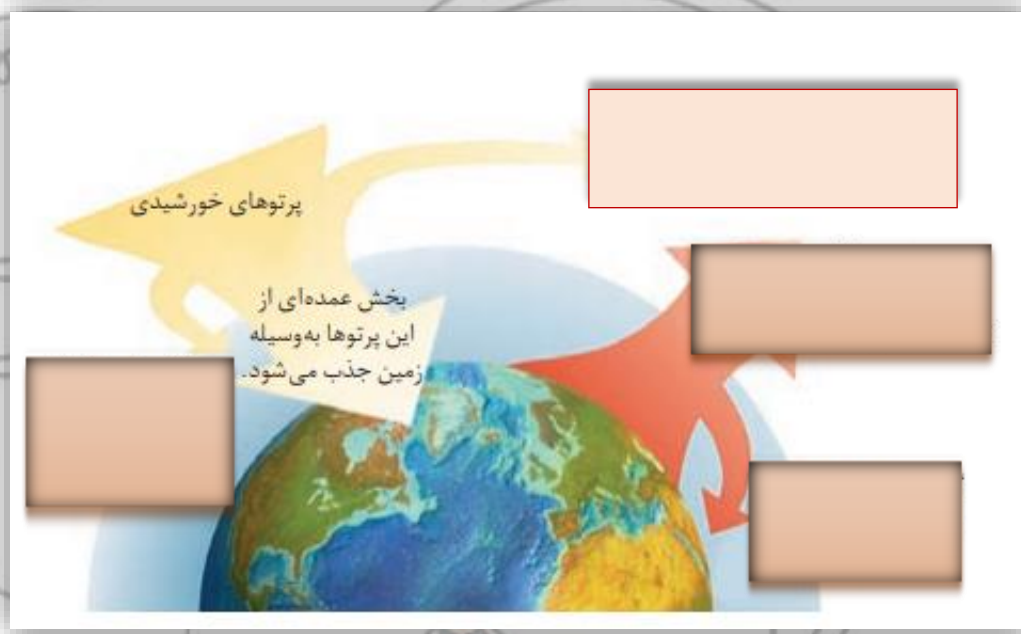 پرتوهای خورشیدی
بخش عمده‌ای از
این پرتوها به‌وسیله
زمین جذب می‌شود.